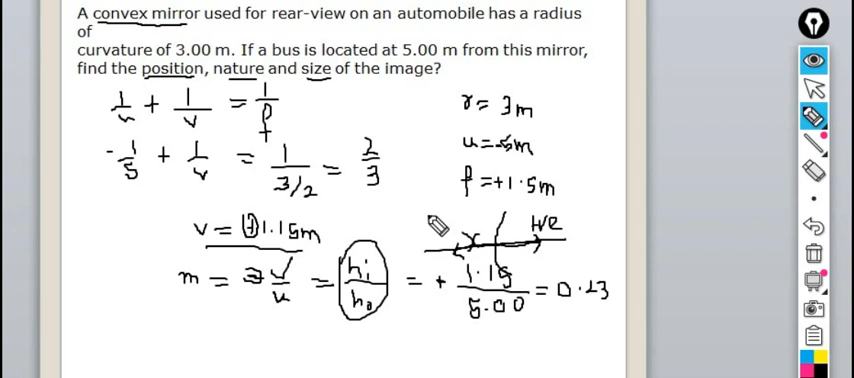 A convex mirror used for rear-view on an automobile has a radius
of
curvature of 3.00 m. If a bus is located at 5.00 m from this mirror,
find the position, nature and size of the image?
1/u + 1/v = 1/f
r = 3m
-1/5 + 1/v = 1/(3/2) = 2/3
u = -5m
f = +1.5m
v = 1.15m
+ve
m = v/u = hi/ho = + 1.15/5.00 = 0.23